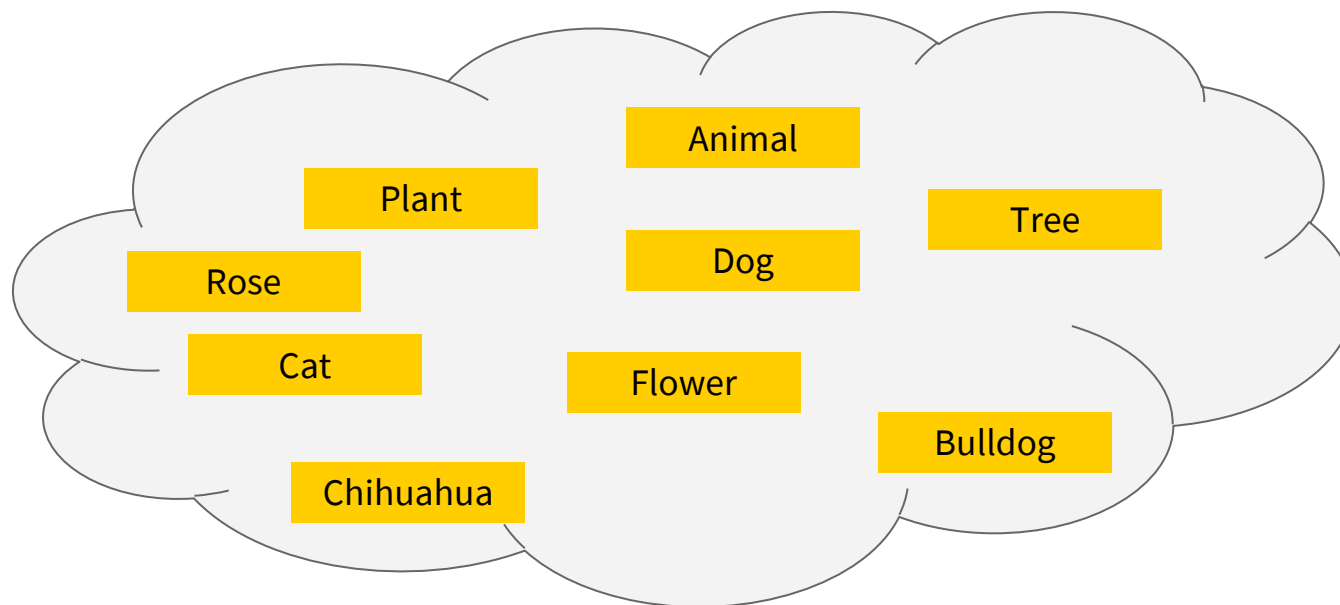 Animal
Plant
Tree
Dog
Rose
Cat
Flower
Bulldog
Chihuahua